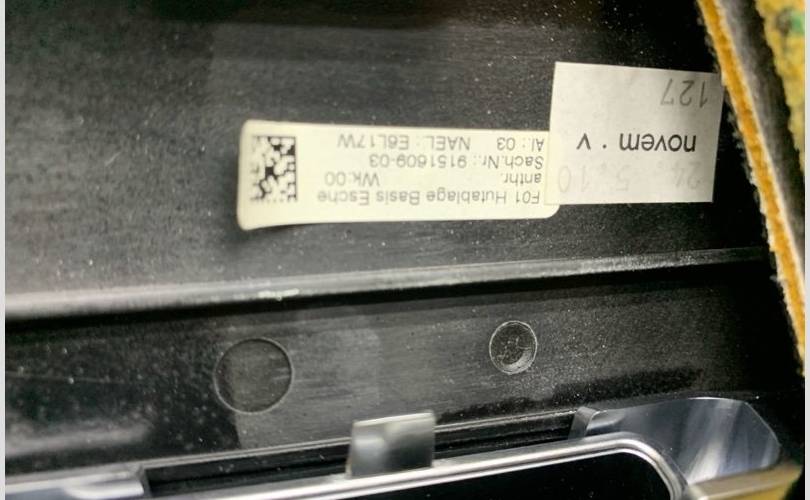 F01 Hutablage Basis Esche
anthr. Wk:00
Sach.Nr.: 9151609-03
AI : 03 NAEL: E6L17W
novem · v
127